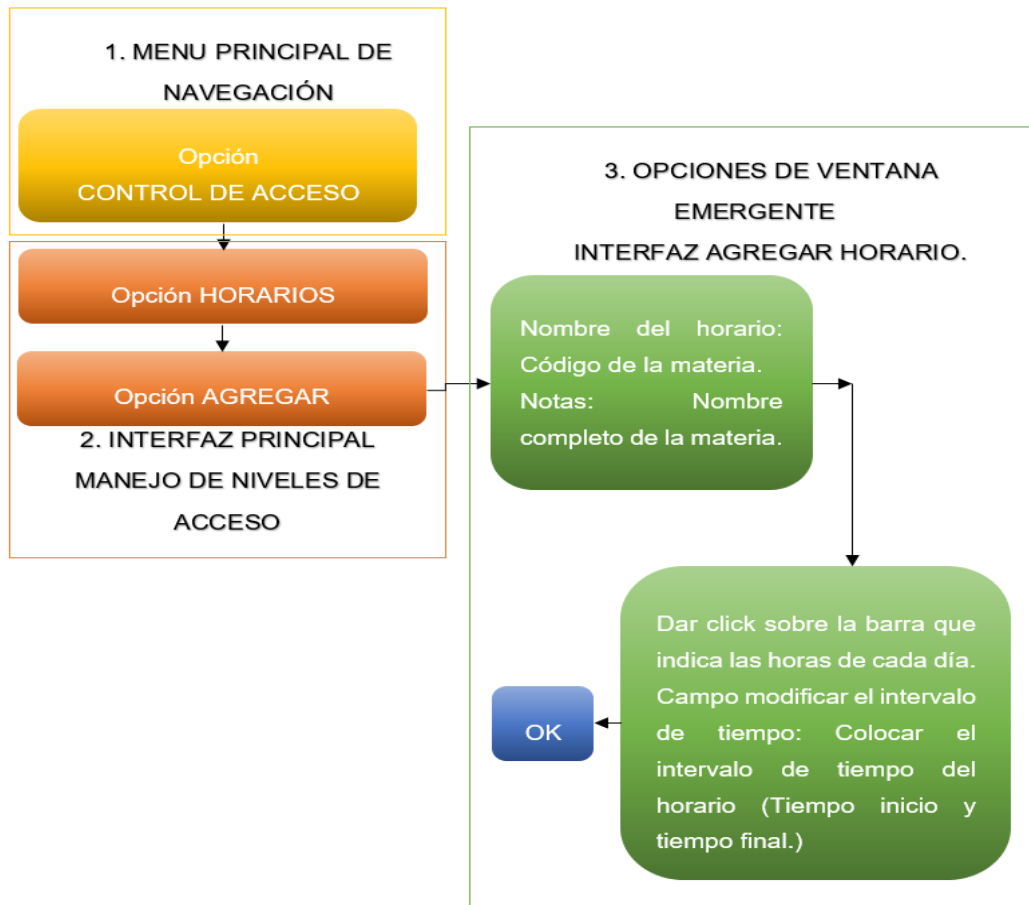 1. MENU PRINCIPAL DE
NAVEGACIÓN
Opción
CONTROL DE ACCESO
Opción HORARIOS
Opción AGREGAR
2. INTERFAZ PRINCIPAL
MANEJO DE NIVELES DE
ACCESO
3. OPCIONES DE VENTANA
EMERGENTE
INTERFAZ AGREGAR HORARIO.
Nombre del horario:
Código de la materia.
Notas: Nombre
completo de la materia.
Dar click sobre la barra que
indica las horas de cada día.
Campo modificar el intervalo
de tiempo: Colocar el
intervalo de tiempo del
horario (Tiempo inicio y
tiempo final.)
OK